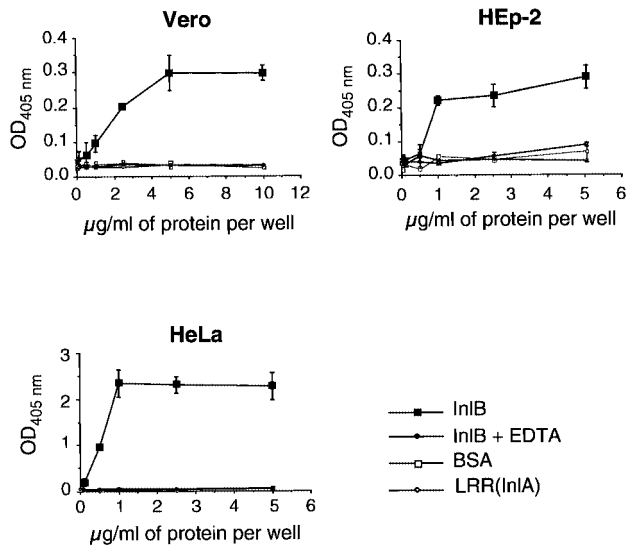 Vero
OD405 nm
0.4
0.3
0.2
0.1
0.0
0 2 4 6 8 10 12
µg/ml of protein per well
HEp-2
OD405 nm
0.4
0.3
0.2
0.1
0.0
0 1 2 3 4 5 6
µg/ml of protein per well
HeLa
OD405 nm
3
2
1
0
0 1 2 3 4 5 6
µg/ml of protein per well
InlB
InlB + EDTA
BSA
LRR(InlA)